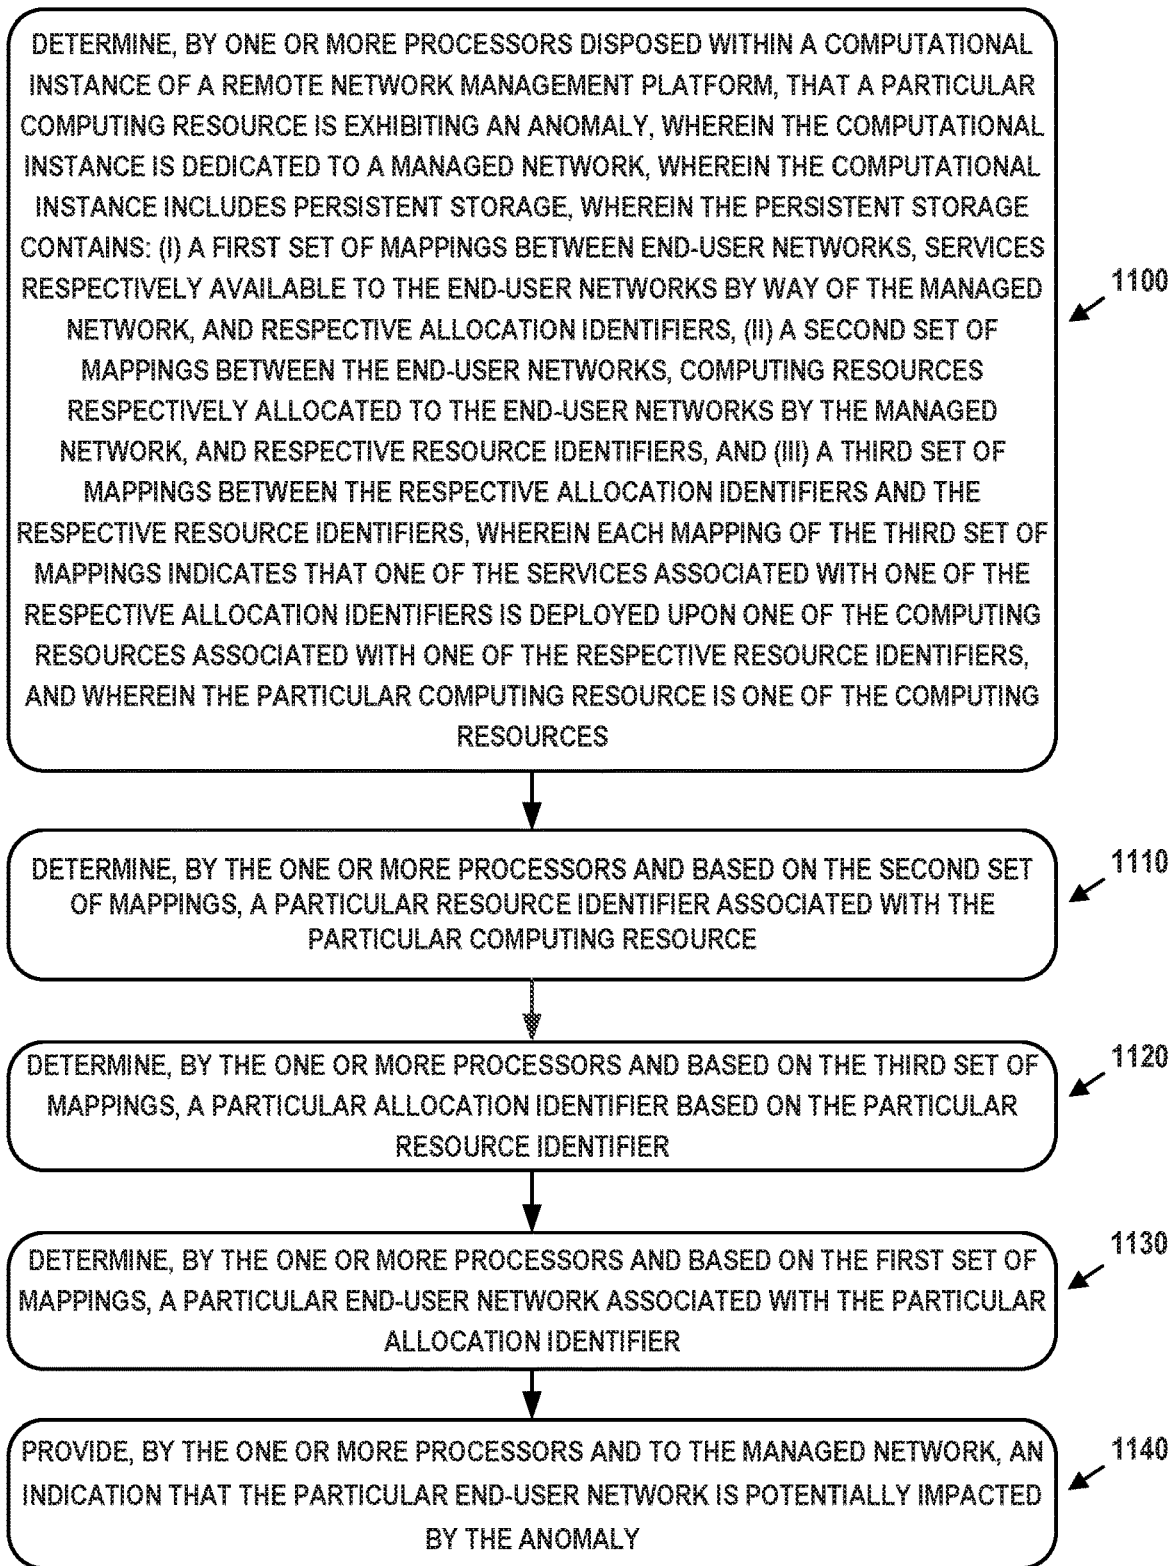 DETERMINE, BY ONE OR MORE PROCESSORS DISPOSED WITHIN A COMPUTATIONAL
INSTANCE OF A REMOTE NETWORK MANAGEMENT PLATFORM, THAT A PARTICULAR
COMPUTING RESOURCE IS EXHIBITING AN ANOMALY, WHEREIN THE COMPUTATIONAL
INSTANCE IS DEDICATED TO A MANAGED NETWORK, WHEREIN THE COMPUTATIONAL
INSTANCE INCLUDES PERSISTENT STORAGE, WHEREIN THE PERSISTENT STORAGE
CONTAINS: (I) A FIRST SET OF MAPPINGS BETWEEN END-USER NETWORKS, SERVICES
RESPECTIVELY AVAILABLE TO THE END-USER NETWORKS BY WAY OF THE MANAGED
NETWORK, AND RESPECTIVE ALLOCATION IDENTIFIERS, (II) A SECOND SET OF
MAPPINGS BETWEEN THE END-USER NETWORKS, COMPUTING RESOURCES
RESPECTIVELY ALLOCATED TO THE END-USER NETWORKS BY THE MANAGED
NETWORK, AND RESPECTIVE RESOURCE IDENTIFIERS, AND (III) A THIRD SET OF
MAPPINGS BETWEEN THE RESPECTIVE ALLOCATION IDENTIFIERS AND THE
RESPECTIVE RESOURCE IDENTIFIERS, WHEREIN EACH MAPPING OF THE THIRD SET OF
MAPPINGS INDICATES THAT ONE OF THE SERVICES ASSOCIATED WITH ONE OF THE
RESPECTIVE ALLOCATION IDENTIFIERS IS DEPLOYED UPON ONE OF THE COMPUTING
RESOURCES ASSOCIATED WITH ONE OF THE RESPECTIVE RESOURCE IDENTIFIERS,
AND WHEREIN THE PARTICULAR COMPUTING RESOURCE IS ONE OF THE COMPUTING
RESOURCES
1100
DETERMINE, BY THE ONE OR MORE PROCESSORS AND BASED ON THE SECOND SET
OF MAPPINGS, A PARTICULAR RESOURCE IDENTIFIER ASSOCIATED WITH THE
PARTICULAR COMPUTING RESOURCE
1110
DETERMINE, BY THE ONE OR MORE PROCESSORS AND BASED ON THE THIRD SET OF
MAPPINGS, A PARTICULAR ALLOCATION IDENTIFIER BASED ON THE PARTICULAR
RESOURCE IDENTIFIER
1120
DETERMINE, BY THE ONE OR MORE PROCESSORS AND BASED ON THE FIRST SET OF
MAPPINGS, A PARTICULAR END-USER NETWORK ASSOCIATED WITH THE PARTICULAR
ALLOCATION IDENTIFIER
1130
PROVIDE, BY THE ONE OR MORE PROCESSORS AND TO THE MANAGED NETWORK, AN
INDICATION THAT THE PARTICULAR END-USER NETWORK IS POTENTIALLY IMPACTED
BY THE ANOMALY
1140